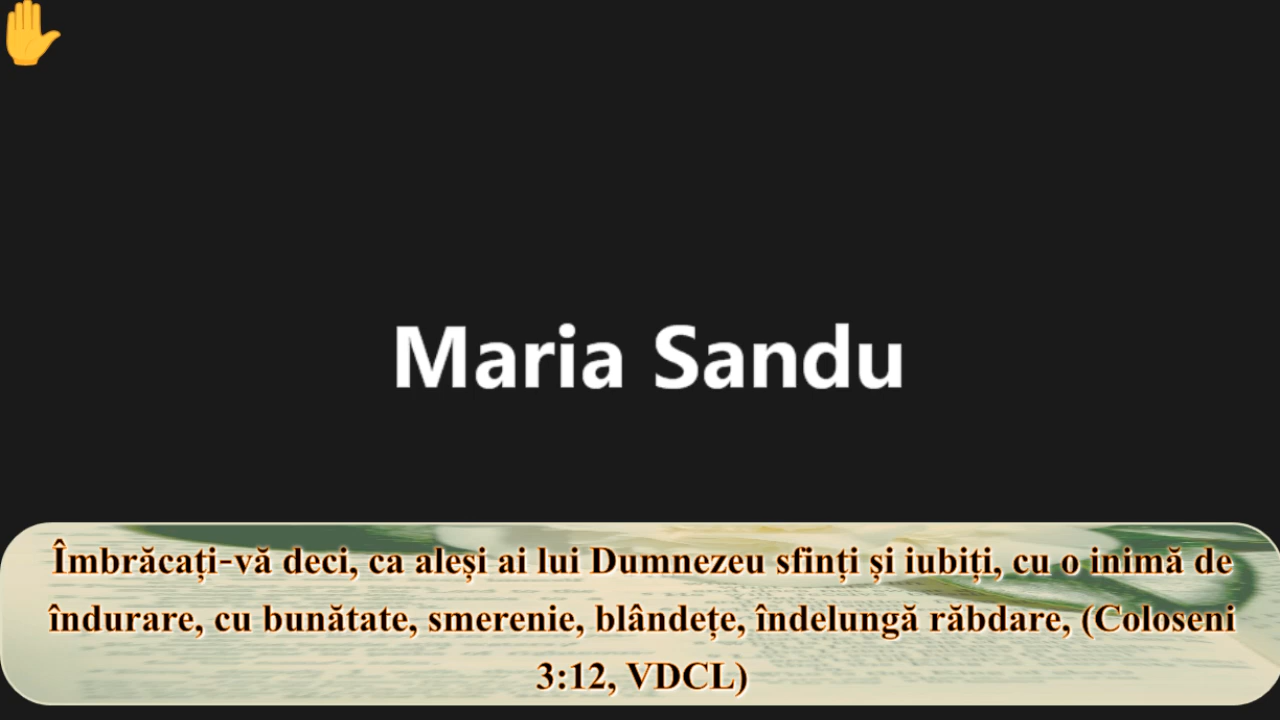 Maria Sandu
Îmbrăcați-vă deci, ca aleși ai lui Dumnezeu sfinți și iubiți, cu o inimă de
îndurare, cu bunătate, smerenie, blândețe, îndelungă răbdare, (Coloseni
3:12, VDCL)